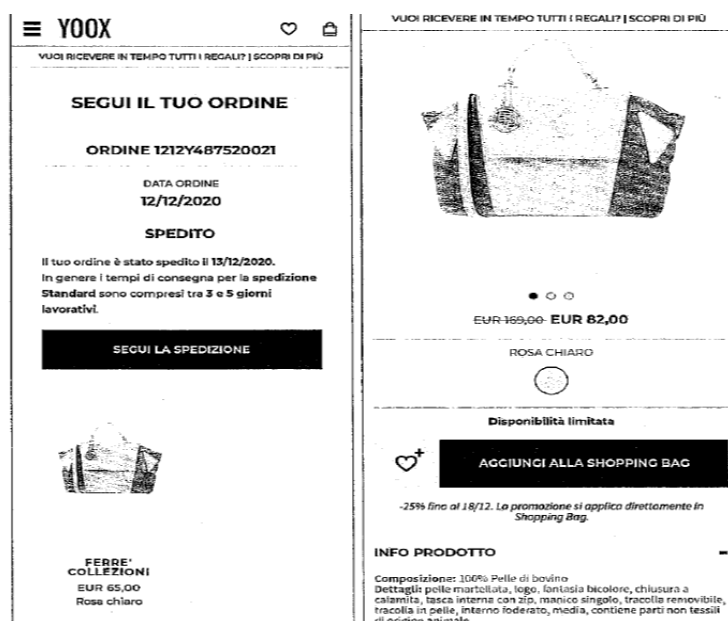 YOOX
VUOI RICEVERE IN TEMPO TUTTI I REGALI? | SCOPRI DI PIÙ
SEGUI IL TUO ORDINE
ORDINE 1212Y487520021
DATA ORDINE
12/12/2020
SPEDITO
Il tuo ordine è stato spedito il 13/12/2020.
In genere i tempi di consegna per la spedizione
Standard sono compresi tra 3 e 5 giorni
lavorativi.
SEGUI LA SPEDIZIONE
FERRE'
COLLEZIONI
EUR 65,00
Rosa chiaro
VUOI RICEVERE IN TEMPO TUTTI I REGALI? | SCOPRI DI PIÙ
EUR 169,00 EUR 82,00
ROSA CHIARO
Disponibilità limitata
AGGIUNGI ALLA SHOPPING BAG
-25% fino al 18/12. La promozione si applica direttamente in
Shopping Bag.
INFO PRODOTTO
Composizione: 100% Pelle di bovino
Dettagli: pelle martellata, logo, fantasia bicolore, chiusura a
calamita, tasca interna con zip, manico singolo, tracolla removibile,
tracolla in pelle, interno foderato, media, contiene parti non tessili
di origine animale